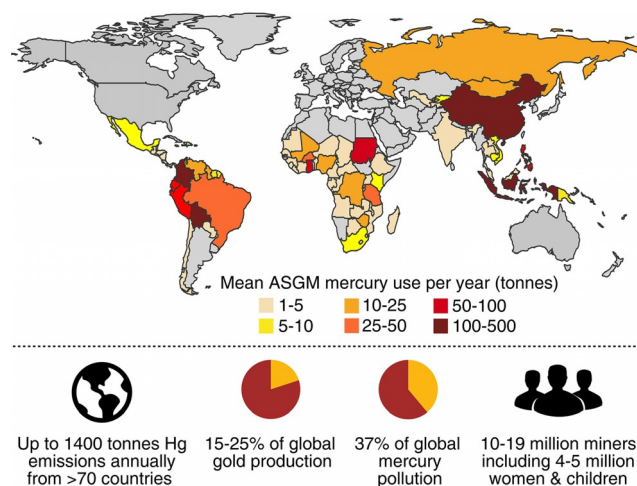 Mean ASGM mercury use per year (tonnes)
1-5 10-25 50-100
5-10 25-50 100-500
Up to 1400 tonnes Hg
emissions annually
from >70 countries
15-25% of global
gold production
37% of global
mercury
pollution
10-19 million miners
including 4-5 million
women & children